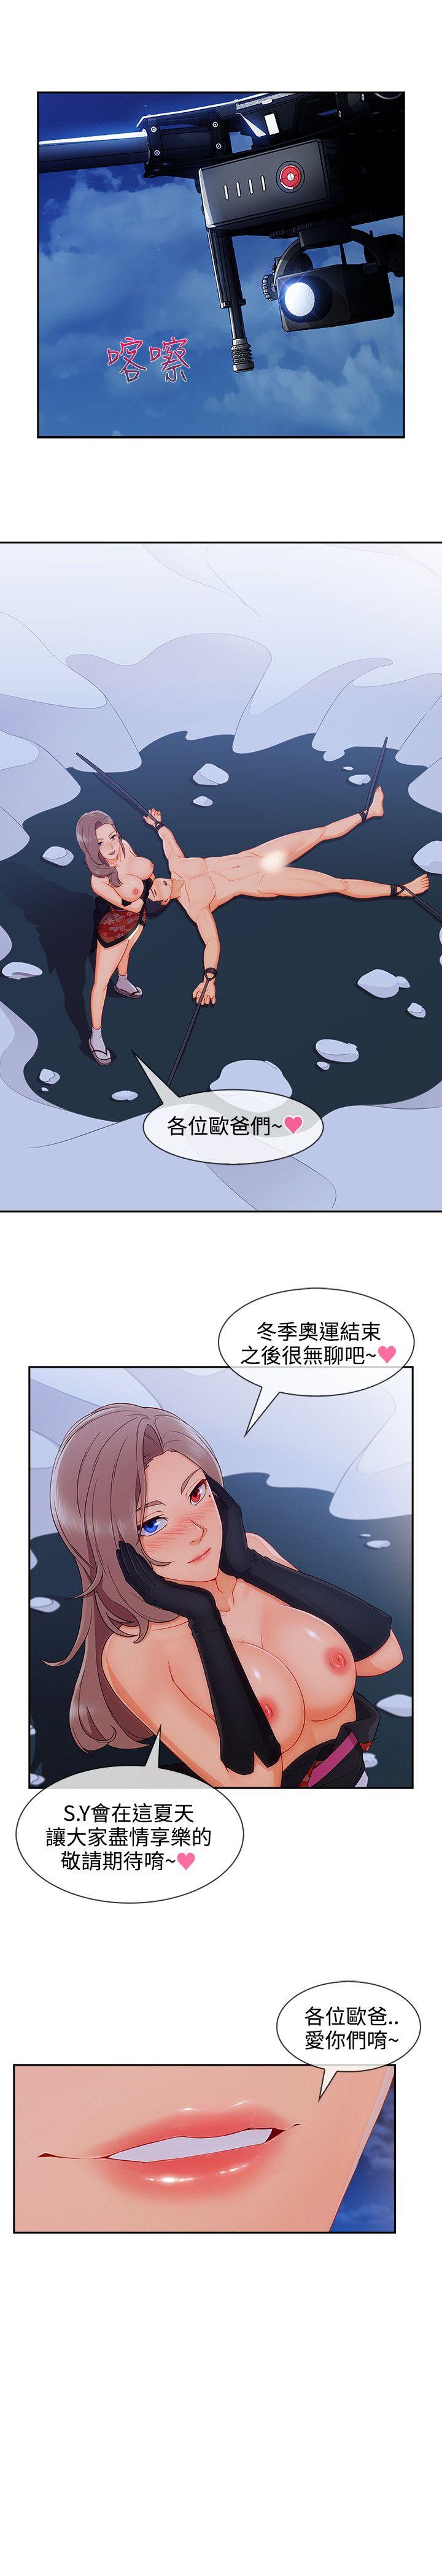 喀嚓
各位歐爸們~♥
冬季奧運結束
之後很無聊吧~♥
S.Y會在這夏天
讓大家盡情享樂的
敬請期待唷~♥
各位歐爸..
愛你們唷~